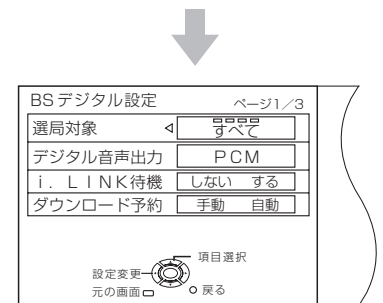 BSデジタル設定 ページ1/3
選局対象 すべて
デジタル音声出力 PCM
i. LINK待機 しない する
ダウンロード予約 手動 自動
項目選択
設定変更
元の画面 戻る